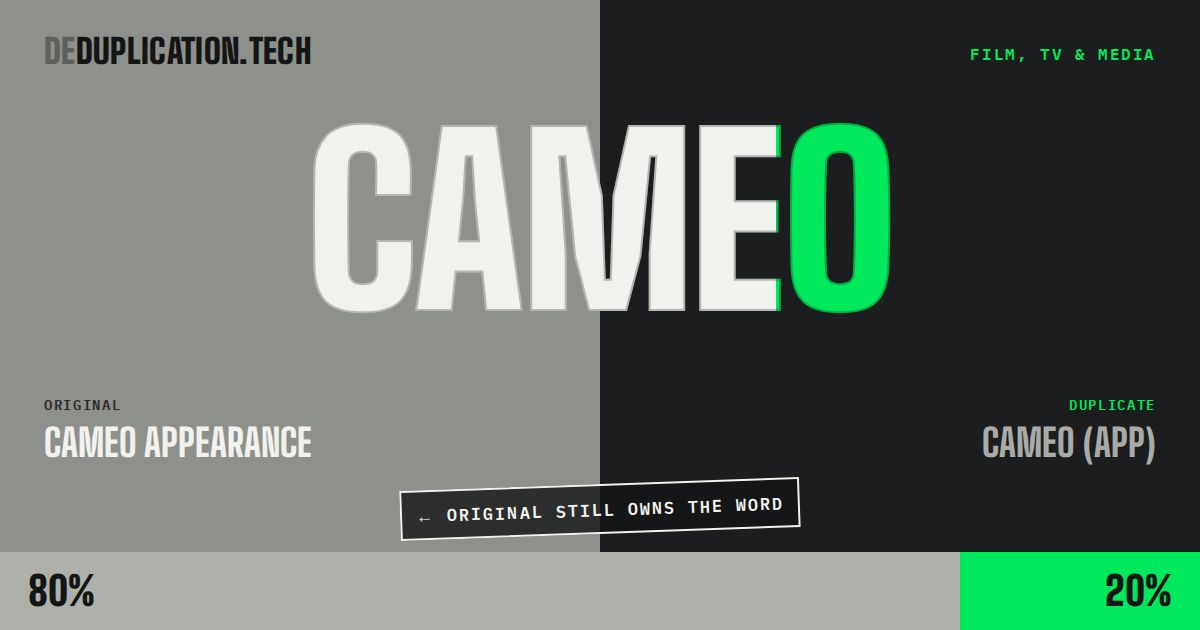 DEDUPLICATION.TECH
FILM, TV & MEDIA
CAMEO
ORIGINAL
CAMEO APPEARANCE
DUPLICATE
CAMEO (APP)
← ORIGINAL STILL OWNS THE WORD
80%
20%